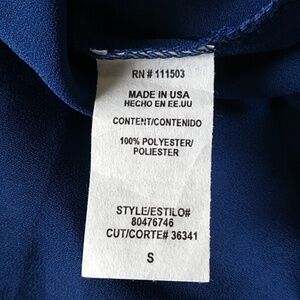 RN # 111503
MADE IN USA
HECHO EN EE.UU
CONTENT/CONTENIDO
100% POLYESTER/
POLIESTER
STYLE/ESTILO#
80476746
CUT/CORTE# 36341
S